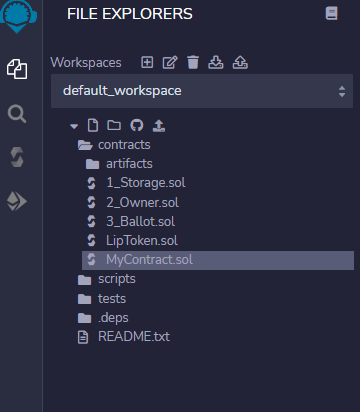 FILE EXPLORERS
Workspaces
default_workspace
contracts
artifacts
1_Storage.sol
2_Owner.sol
3_Ballot.sol
LipToken.sol
MyContract.sol
scripts
tests
.deps
README.txt